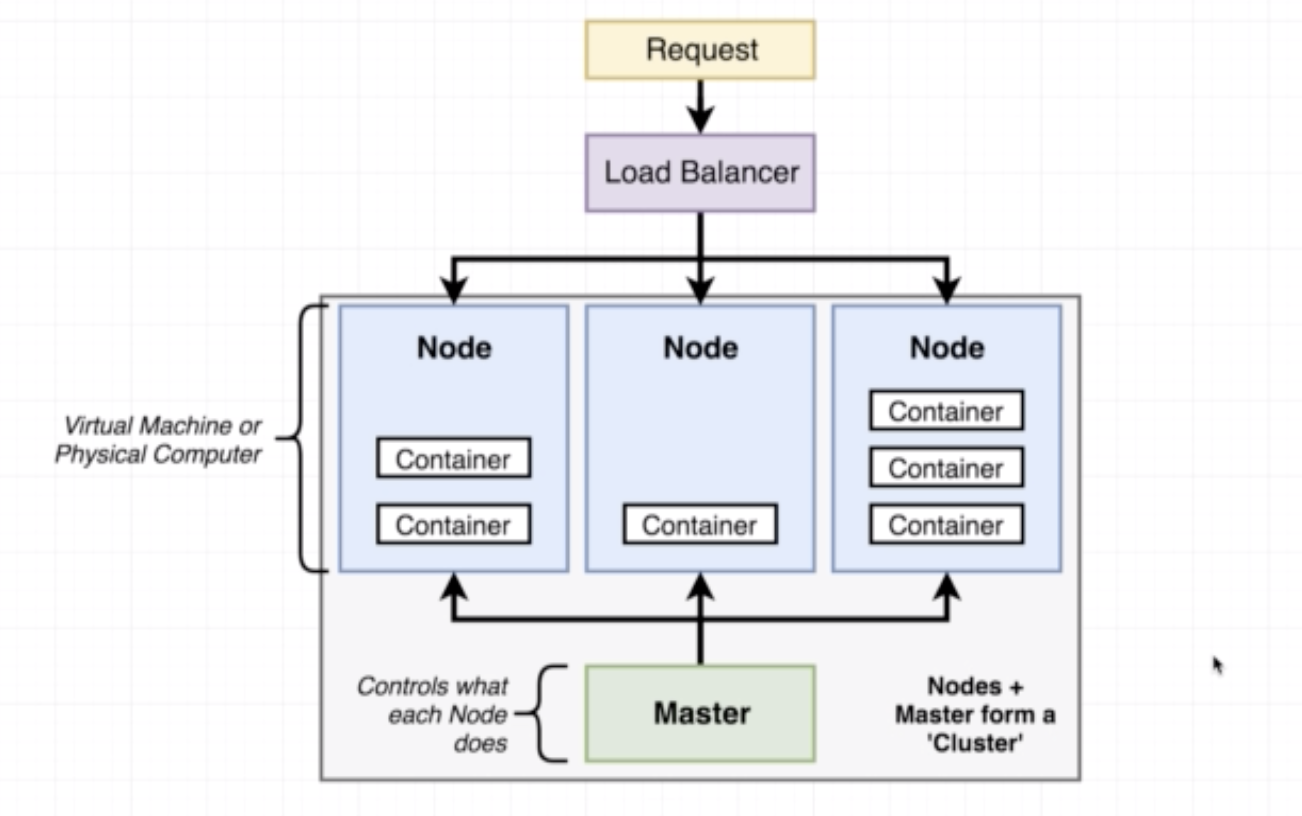 Request
Load Balancer
Node
Node
Node
Container
Container
Container
Container
Container
Container
Virtual Machine or
Physical Computer
Controls what
each Node
does
Master
Nodes +
Master form a
'Cluster'